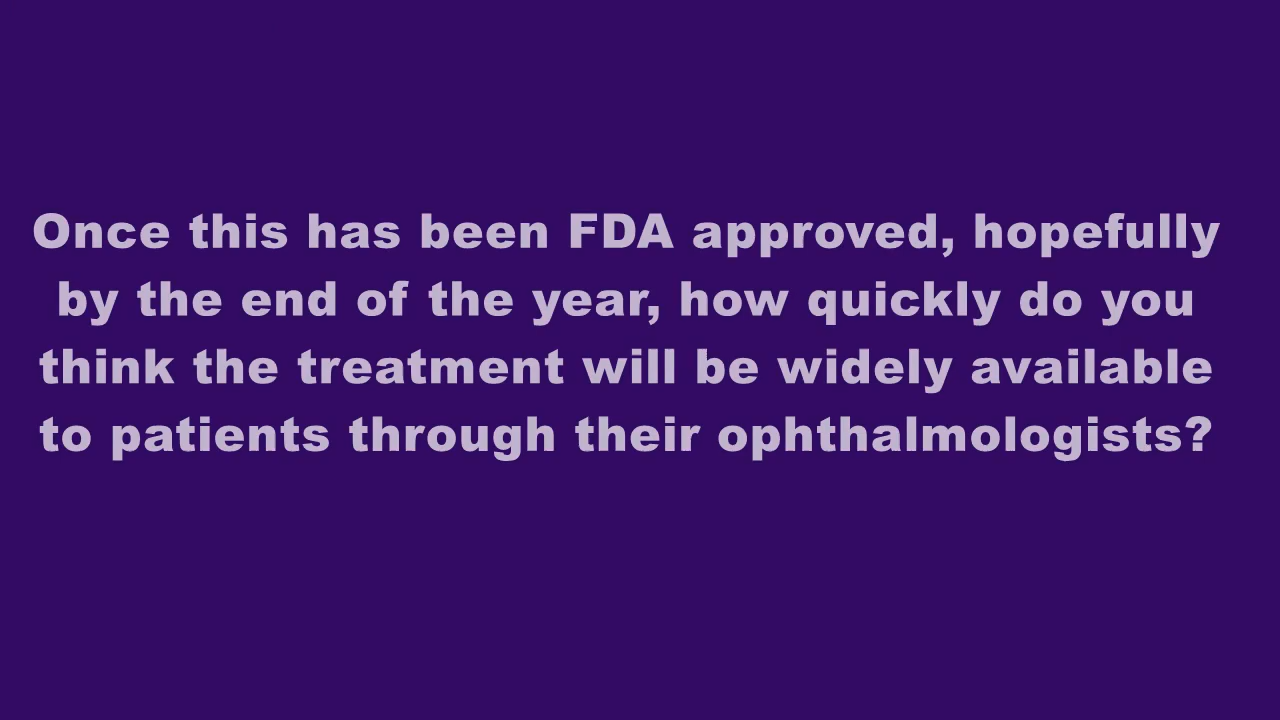 Once this has been FDA approved, hopefully
by the end of the year, how quickly do you
think the treatment will be widely available
to patients through their ophthalmologists?